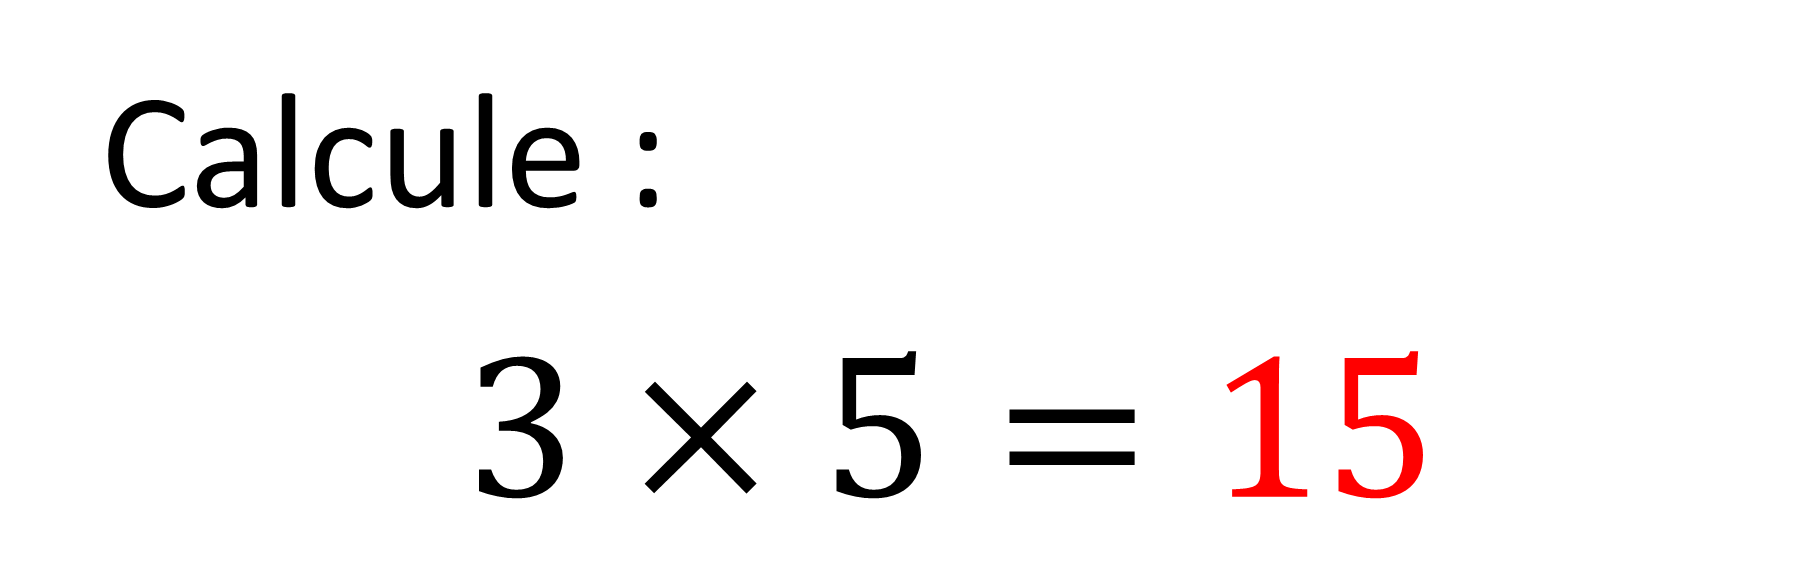 Calcule :
3 × 5 = 15